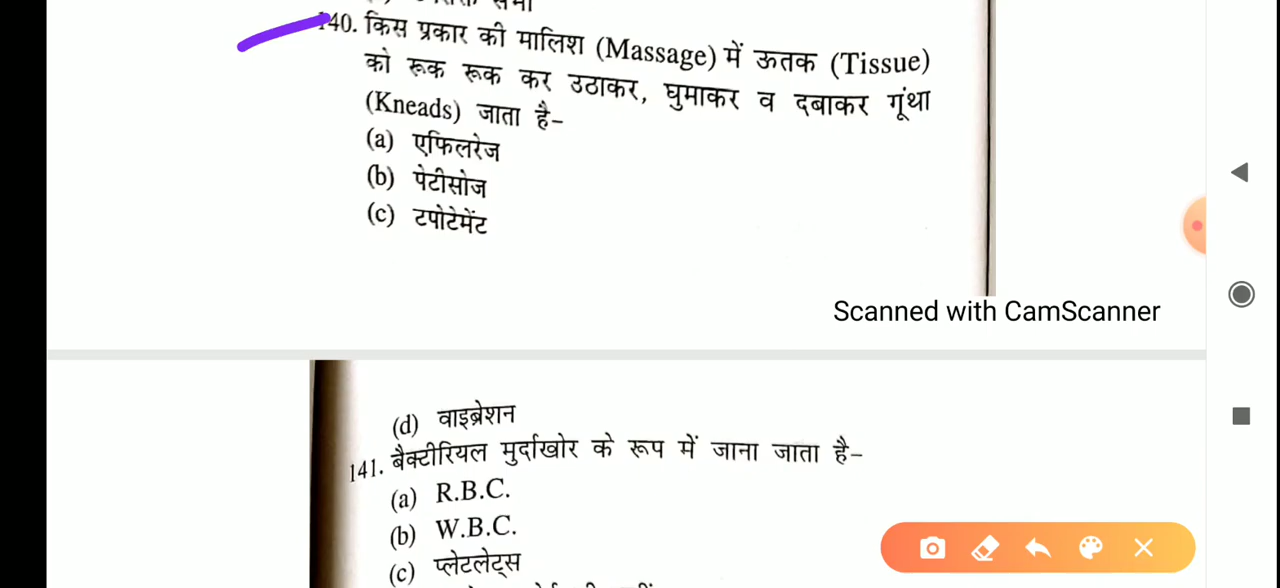 140. किस प्रकार की मालिश (Massage) में ऊतक (Tissue)
को रूक रूक कर उठाकर, घुमाकर व दबाकर गूंथा
(Kneads) जाता है–
(a) एफिलरेज
(b) पेटीसोज
(c) टपोटेमेंट
Scanned with CamScanner
(d) वाइब्रेशन
141. बैक्टीरियल मुर्दाखोर के रूप में जाना जाता है–
(a) R.B.C.
(b) W.B.C.
(c) प्लेटलेट्स